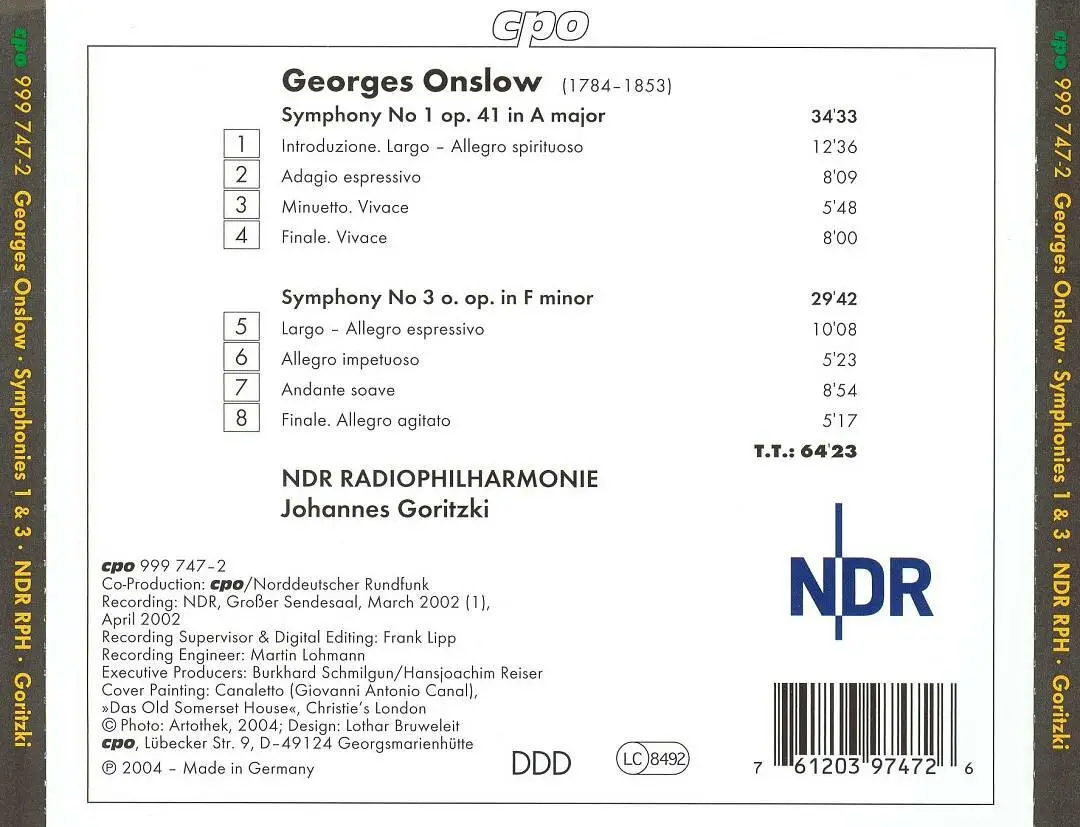 cpo
Georges Onslow (1784–1853)
Symphony No 1 op. 41 in A major 34'33
1 Introduzione. Largo – Allegro spirituoso 12'36
2 Adagio espressivo 8'09
3 Minuetto. Vivace 5'48
4 Finale. Vivace 8'00
Symphony No 3 o. op. in F minor 29'42
5 Largo – Allegro espressivo 10'08
6 Allegro impetuoso 5'23
7 Andante soave 8'54
8 Finale. Allegro agitato 5'17
T.T.: 64'23
NDR RADIOPHILHARMONIE
Johannes Goritzki
NDR
cpo 999 747–2
Co-Production: cpo/Norddeutscher Rundfunk
Recording: NDR, Großer Sendesaal, March 2002 (1),
April 2002
Recording Supervisor & Digital Editing: Frank Lipp
Recording Engineer: Martin Lohmann
Executive Producers: Burkhard Schmilgun/Hansjoachim Reiser
Cover Painting: Canaletto (Giovanni Antonio Canal),
»Das Old Somerset House«, Christie's London
© Photo: Artothek, 2004; Design: Lothar Bruweleit
cpo, Lübecker Str. 9, D–49124 Georgsmarienhütte
℗ 2004 – Made in Germany
DDD
LC 8492
7 61203 97472 6
cpo 999 747-2 Georges Onslow · Symphonies 1 & 3 · NDR RPH · Goritzki
cpo 999 747-2 Georges Onslow · Symphonies 1 & 3 · NDR RPH · Goritzki